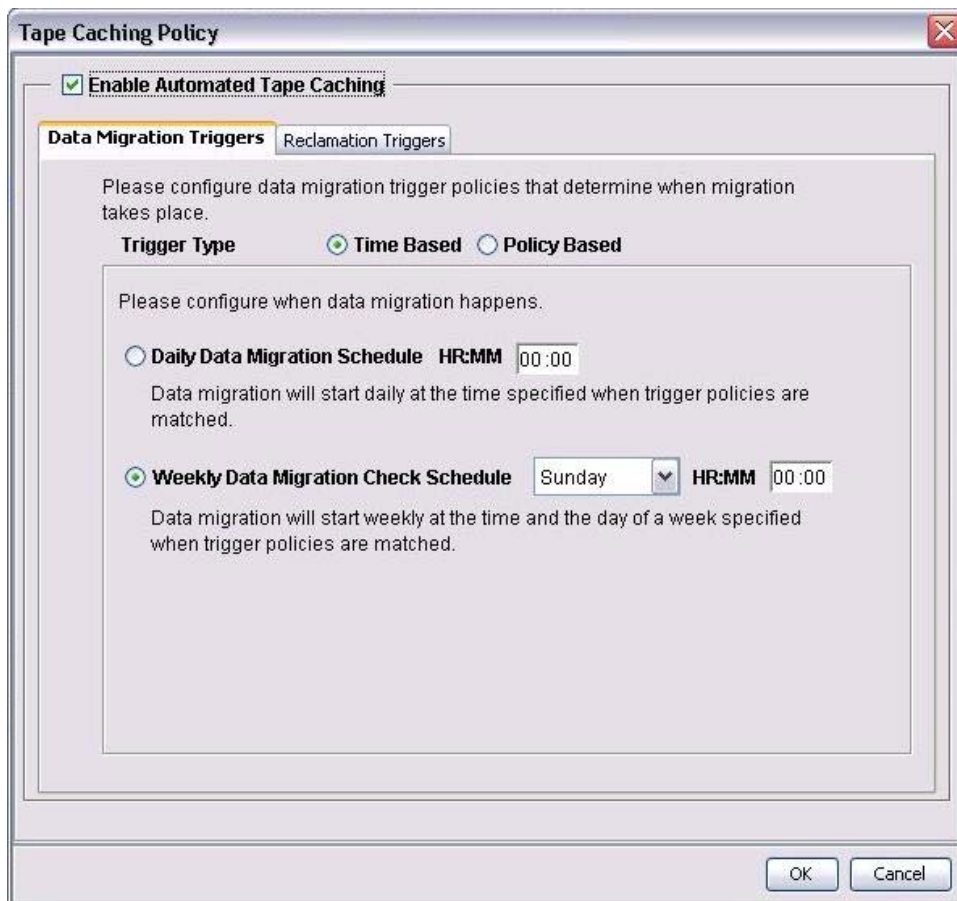 Tape Caching Policy
Enable Automated Tape Caching
Data Migration Triggers Reclamation Triggers
Please configure data migration trigger policies that determine when migration
takes place.
Trigger Type Time Based Policy Based
Please configure when data migration happens.
Daily Data Migration Schedule HR:MM 00:00
Data migration will start daily at the time specified when trigger policies are
matched.
Weekly Data Migration Check Schedule Sunday HR:MM 00:00
Data migration will start weekly at the time and the day of a week specified
when trigger policies are matched.
OK Cancel